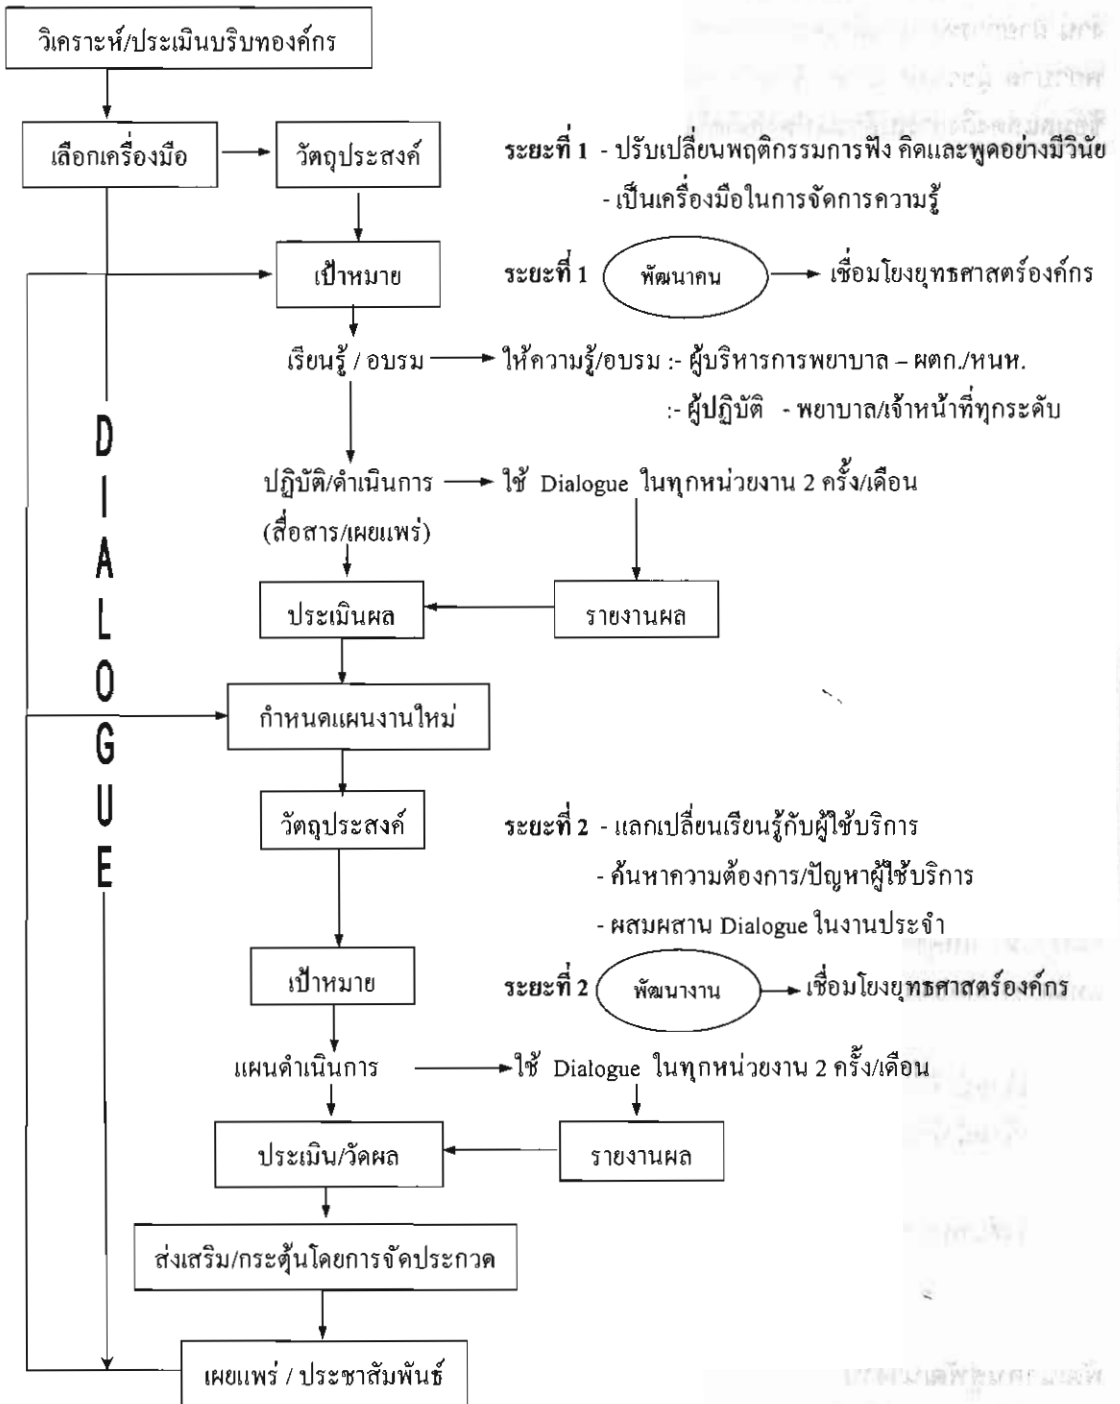 วิเคราะห์/ประเมินบริบทองค์กร
เลือกเครื่องมือ
วัตถุประสงค์
ระยะที่ 1 - ปรับเปลี่ยนพฤติกรรมการฟัง คิดและพูดอย่างมีวินัย
- เป็นเครื่องมือในการจัดการความรู้
เป้าหมาย
ระยะที่ 1 พัฒนาคน เชื่อมโยงยุทธศาสตร์องค์กร
เรียนรู้ / อบรม ให้ความรู้/อบรม :- ผู้บริหารการพยาบาล – ผตก./หนห.
:- ผู้ปฏิบัติ - พยาบาล/เจ้าหน้าที่ทุกระดับ
DIALOGUE
ปฏิบัติ/ดำเนินการ ใช้ Dialogue ในทุกหน่วยงาน 2 ครั้ง/เดือน
(สื่อสาร/เผยแพร่)
ประเมินผล รายงานผล
กำหนดแผนงานใหม่
วัตถุประสงค์
ระยะที่ 2 - แลกเปลี่ยนเรียนรู้กับผู้ใช้บริการ
- ค้นหาความต้องการ/ปัญหาผู้ใช้บริการ
- ผสมผสาน Dialogue ในงานประจำ
เป้าหมาย
ระยะที่ 2 พัฒนางาน เชื่อมโยงยุทธศาสตร์องค์กร
แผนดำเนินการ ใช้ Dialogue ในทุกหน่วยงาน 2 ครั้ง/เดือน
ประเมิน/วัดผล รายงานผล
ส่งเสริม/กระตุ้นโดยการจัดประกวด
เผยแพร่ / ประชาสัมพันธ์